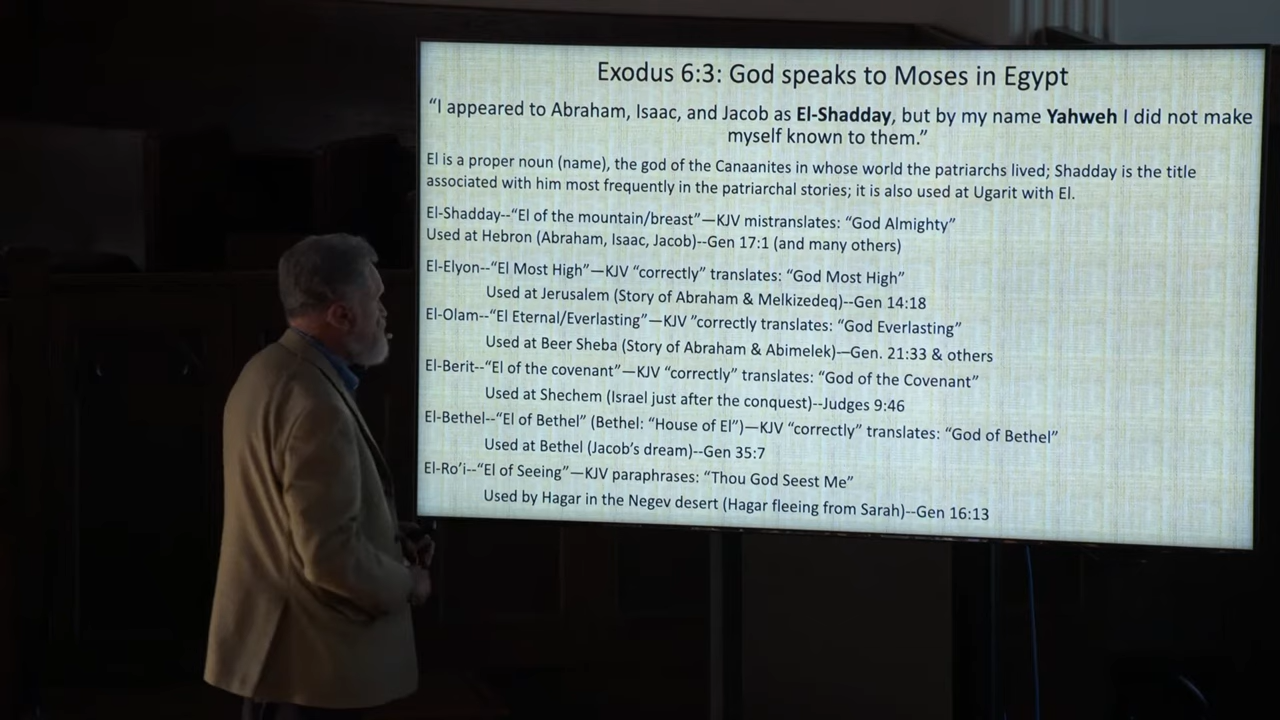 Exodus 6:3: God speaks to Moses in Egypt
“I appeared to Abraham, Isaac, and Jacob as El-Shadday, but by my name Yahweh I did not make
myself known to them.”
El is a proper noun (name), the god of the Canaanites in whose world the patriarchs lived; Shadday is the title
associated with him most frequently in the patriarchal stories; it is also used at Ugarit with El.
El-Shadday--“El of the mountain/breast”—KJV mistranslates: “God Almighty”
Used at Hebron (Abraham, Isaac, Jacob)--Gen 17:1 (and many others)
El-Elyon--“El Most High”—KJV “correctly” translates: “God Most High”
Used at Jerusalem (Story of Abraham & Melkizedeq)--Gen 14:18
El-Olam--“El Eternal/Everlasting”—KJV “correctly translates: “God Everlasting”
Used at Beer Sheba (Story of Abraham & Abimelek)—Gen. 21:33 & others
El-Berit--“El of the covenant”—KJV “correctly” translates: “God of the Covenant”
Used at Shechem (Israel just after the conquest)--Judges 9:46
El-Bethel--“El of Bethel” (Bethel: “House of El”)—KJV “correctly” translates: “God of Bethel”
Used at Bethel (Jacob’s dream)--Gen 35:7
El-Ro’i--“El of Seeing”—KJV paraphrases: “Thou God Seest Me”
Used by Hagar in the Negev desert (Hagar fleeing from Sarah)--Gen 16:13